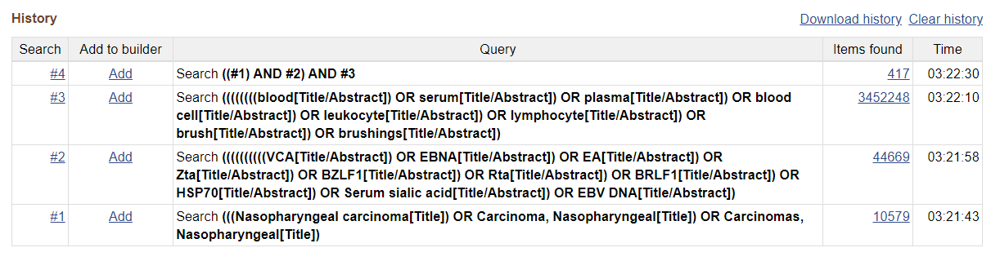 History
Download history Clear history
Search Add to builder Query Items found Time
#4 Add Search ((#1) AND #2) AND #3 417 03:22:30
#3 Add Search ((((((((blood[Title/Abstract]) OR serum[Title/Abstract]) OR plasma[Title/Abstract]) OR blood 3452248 03:22:10
cell[Title/Abstract]) OR leukocyte[Title/Abstract]) OR lymphocyte[Title/Abstract]) OR
brush[Title/Abstract]) OR brushings[Title/Abstract])
#2 Add Search ((((((((((VCA[Title/Abstract]) OR EBNA[Title/Abstract]) OR EA[Title/Abstract]) OR 44669 03:21:58
Zta[Title/Abstract]) OR BZLF1[Title/Abstract]) OR Rta[Title/Abstract]) OR BRLF1[Title/Abstract]) OR
HSP70[Title/Abstract]) OR Serum sialic acid[Title/Abstract]) OR EBV DNA[Title/Abstract])
#1 Add Search (((Nasopharyngeal carcinoma[Title]) OR Carcinoma, Nasopharyngeal[Title]) OR Carcinomas, 10579 03:21:43
Nasopharyngeal[Title])